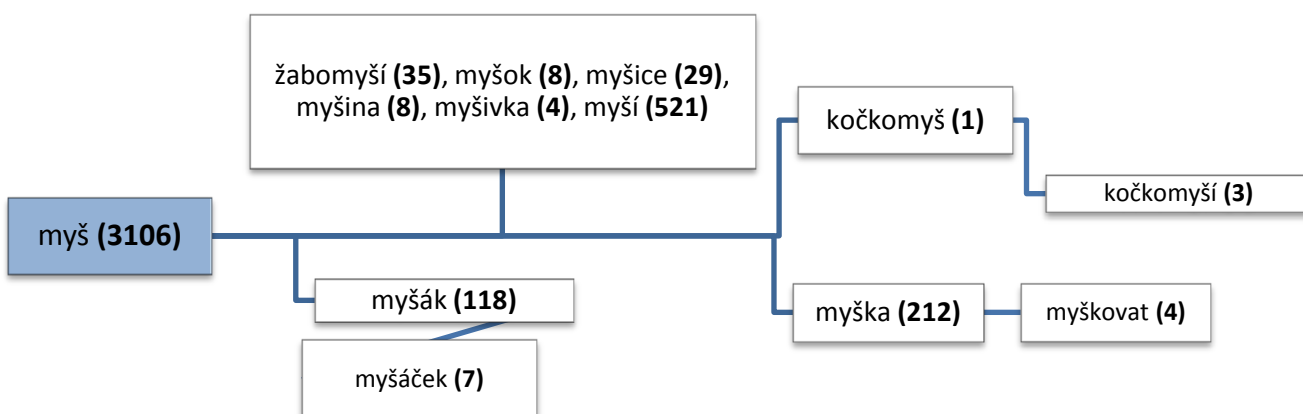 žabomyší (35), myšok (8), myšice (29),
myšina (8), myšivka (4), myší (521)
kočkomyš (1)
kočkomyší (3)
myš (3106)
myšák (118)
myška (212)
myškovat (4)
myšáček (7)